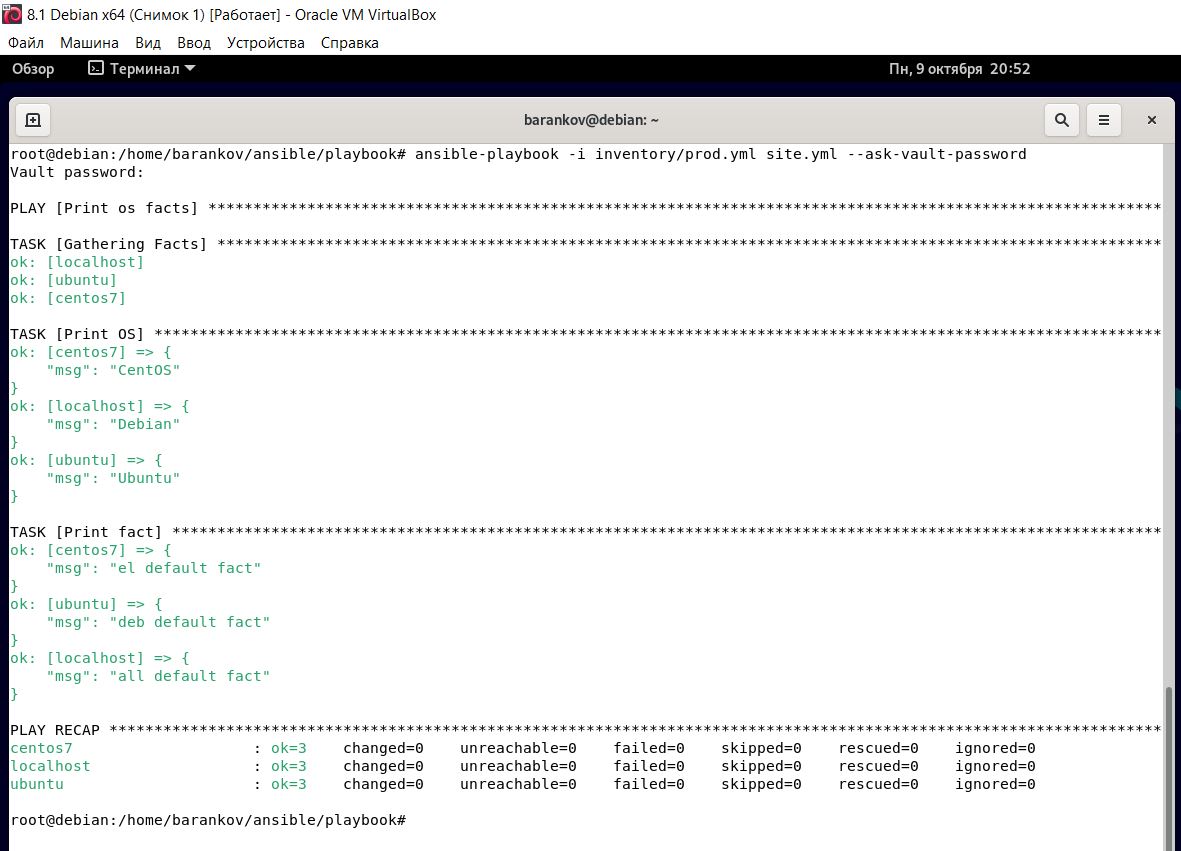 8.1 Debian x64 (Снимок 1) [Работает] - Oracle VM VirtualBox
Файл Машина Вид Ввод Устройства Справка
Обзор Терминал Пн, 9 октября 20:52
barankov@debian: ~
root@debian:/home/barankov/ansible/playbook# ansible-playbook -i inventory/prod.yml site.yml --ask-vault-password
Vault password:
PLAY [Print os facts] **********************************************************************************************************
TASK [Gathering Facts] *********************************************************************************************************
ok: [localhost]
ok: [ubuntu]
ok: [centos7]
TASK [Print OS] ****************************************************************************************************************
ok: [centos7] => {
    "msg": "CentOS"
}
ok: [localhost] => {
    "msg": "Debian"
}
ok: [ubuntu] => {
    "msg": "Ubuntu"
}
TASK [Print fact] **************************************************************************************************************
ok: [centos7] => {
    "msg": "el default fact"
}
ok: [ubuntu] => {
    "msg": "deb default fact"
}
ok: [localhost] => {
    "msg": "all default fact"
}
PLAY RECAP *********************************************************************************************************************
centos7                    : ok=3    changed=0    unreachable=0    failed=0    skipped=0    rescued=0    ignored=0
localhost                  : ok=3    changed=0    unreachable=0    failed=0    skipped=0    rescued=0    ignored=0
ubuntu                     : ok=3    changed=0    unreachable=0    failed=0    skipped=0    rescued=0    ignored=0
root@debian:/home/barankov/ansible/playbook#